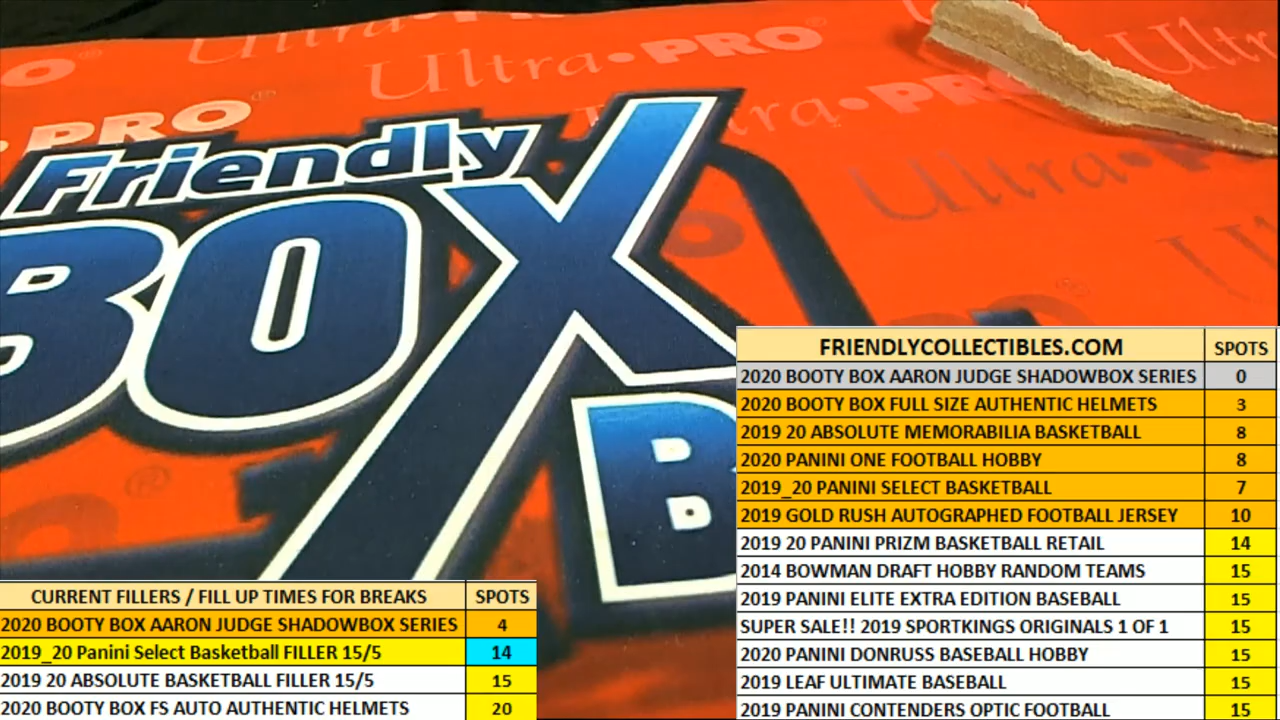 Ultra•PRO
Ultra•PRO
•PRO
Ultra•PRO
Ultra•PRO
Friendly
BOX
B
FRIENDLYCOLLECTIBLES.COM SPOTS
2020 BOOTY BOX AARON JUDGE SHADOWBOX SERIES 0
2020 BOOTY BOX FULL SIZE AUTHENTIC HELMETS 3
2019 20 ABSOLUTE MEMORABILIA BASKETBALL 8
2020 PANINI ONE FOOTBALL HOBBY 8
2019_20 PANINI SELECT BASKETBALL 7
2019 GOLD RUSH AUTOGRAPHED FOOTBALL JERSEY 10
2019 20 PANINI PRIZM BASKETBALL RETAIL 14
2014 BOWMAN DRAFT HOBBY RANDOM TEAMS 15
2019 PANINI ELITE EXTRA EDITION BASEBALL 15
SUPER SALE!! 2019 SPORTKINGS ORIGINALS 1 OF 1 15
2020 PANINI DONRUSS BASEBALL HOBBY 15
2019 LEAF ULTIMATE BASEBALL 15
2019 PANINI CONTENDERS OPTIC FOOTBALL 15
CURRENT FILLERS / FILL UP TIMES FOR BREAKS SPOTS
2020 BOOTY BOX AARON JUDGE SHADOWBOX SERIES 4
2019_20 Panini Select Basketball FILLER 15/5 14
2019 20 ABSOLUTE BASKETBALL FILLER 15/5 15
2020 BOOTY BOX FS AUTO AUTHENTIC HELMETS 20